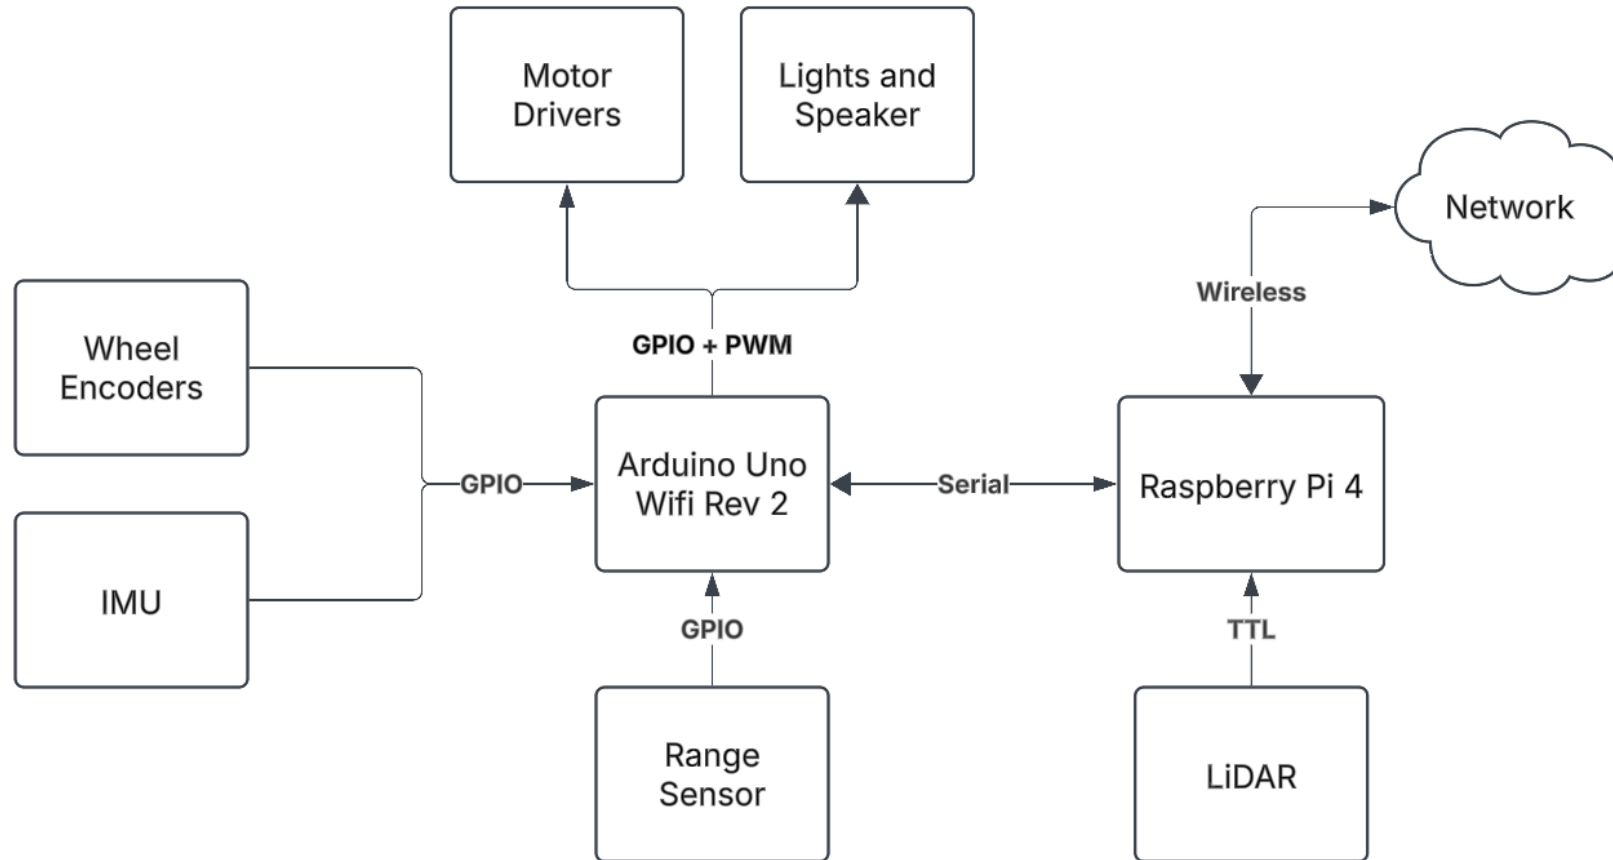 Motor
Drivers
Lights and
Speaker
Network
Wireless
Wheel
Encoders
GPIO + PWM
Arduino Uno
Wifi Rev 2
GPIO
Serial
Raspberry Pi 4
IMU
GPIO
TTL
Range
Sensor
LiDAR